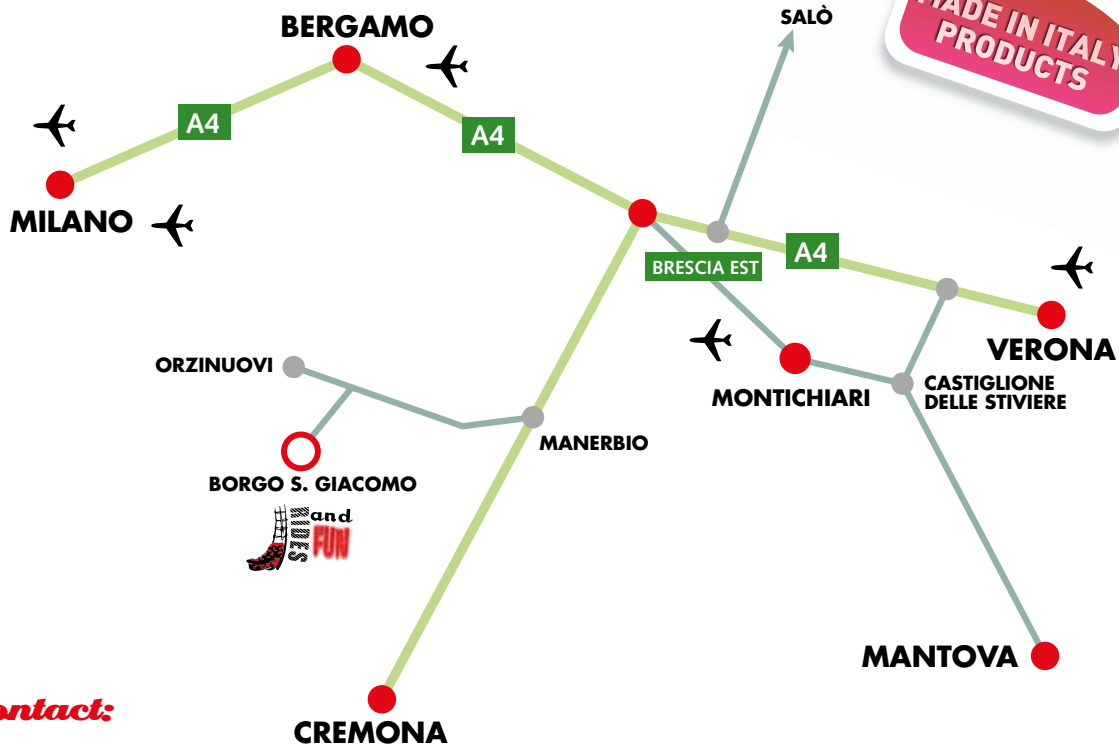 BERGAMO
SALÒ
MADE IN ITALY
PRODUCTS
A4
A4
MILANO
BRESCIA EST
A4
VERONA
ORZINUOVI
MONTICHIARI
CASTIGLIONE
DELLE STIVIERE
MANERBIO
BORGO S. GIACOMO
RIDES
and
FUN
MANTOVA
ontact:
CREMONA